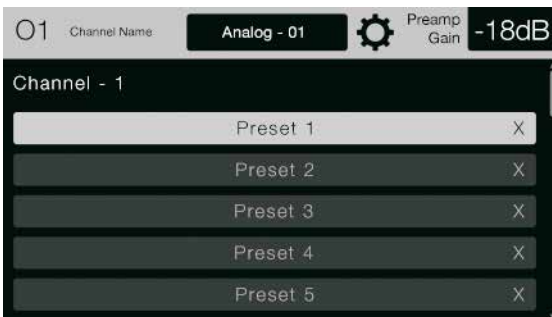 01 Channel Name Analog - 01 Preamp Gain -18dB
Channel - 1
Preset 1 X
Preset 2 X
Preset 3 X
Preset 4 X
Preset 5 X